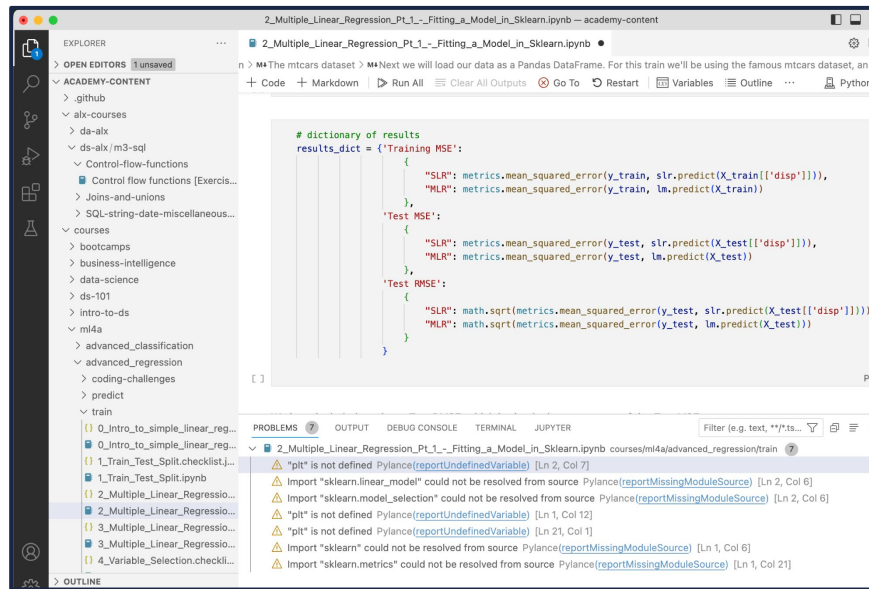 2_Multiple_Linear_Regression_Pt_1_-_Fitting_a_Model_in_Sklearn.ipynb — academy-content
EXPLORER ...
OPEN EDITORS 1 unsaved
ACADEMY-CONTENT
.github
alx-courses
da-alx
ds-alx / m3-sql
Control-flow-functions
Control flow functions [Exercis...
Joins-and-unions
SQL-string-date-miscellaneous...
courses
bootcamps
business-intelligence
data-science
ds-101
intro-to-ds
ml4a
advanced_classification
advanced_regression
coding-challenges
predict
train
0_Intro_to_simple_linear_reg...
0_Intro_to_simple_linear_reg...
1_Train_Test_Split.checklist.j...
1_Train_Test_Split.ipynb
2_Multiple_Linear_Regressio...
2_Multiple_Linear_Regressio...
3_Multiple_Linear_Regressio...
3_Multiple_Linear_Regressio...
4_Variable_Selection.checkli...
OUTLINE
1
2_Multiple_Linear_Regression_Pt_1_-_Fitting_a_Model_in_Sklearn.ipynb ●
n > M↓The mtcars dataset > M↓Next we will load our data as a Pandas DataFrame. For this train we'll be using the famous mtcars dataset, an
+ Code + Markdown Run All Clear All Outputs Go To Restart Variables Outline ... Python
# dictionary of results
results_dict = {'Training MSE':
{
"SLR": metrics.mean_squared_error(y_train, slr.predict(X_train[['disp']])),
"MLR": metrics.mean_squared_error(y_train, lm.predict(X_train))
},
'Test MSE':
{
"SLR": metrics.mean_squared_error(y_test, slr.predict(X_test[['disp']])),
"MLR": metrics.mean_squared_error(y_test, lm.predict(X_test))
},
'Test RMSE':
{
"SLR": math.sqrt(metrics.mean_squared_error(y_test, slr.predict(X_test[['disp']])))
"MLR": math.sqrt(metrics.mean_squared_error(y_test, lm.predict(X_test)))
}
}
[ ]
P
PROBLEMS 7 OUTPUT DEBUG CONSOLE TERMINAL JUPYTER Filter (e.g. text, **/*.ts...
2_Multiple_Linear_Regression_Pt_1_-_Fitting_a_Model_in_Sklearn.ipynb courses/ml4a/advanced_regression/train 7
"plt" is not defined Pylance(reportUndefinedVariable) [Ln 2, Col 7]
Import "sklearn.linear_model" could not be resolved from source Pylance(reportMissingModuleSource) [Ln 2, Col 6]
Import "sklearn.model_selection" could not be resolved from source Pylance(reportMissingModuleSource) [Ln 2, Col 6]
"plt" is not defined Pylance(reportUndefinedVariable) [Ln 1, Col 12]
"plt" is not defined Pylance(reportUndefinedVariable) [Ln 21, Col 1]
Import "sklearn" could not be resolved from source Pylance(reportMissingModuleSource) [Ln 1, Col 6]
Import "sklearn.metrics" could not be resolved from source Pylance(reportMissingModuleSource) [Ln 1, Col 21]